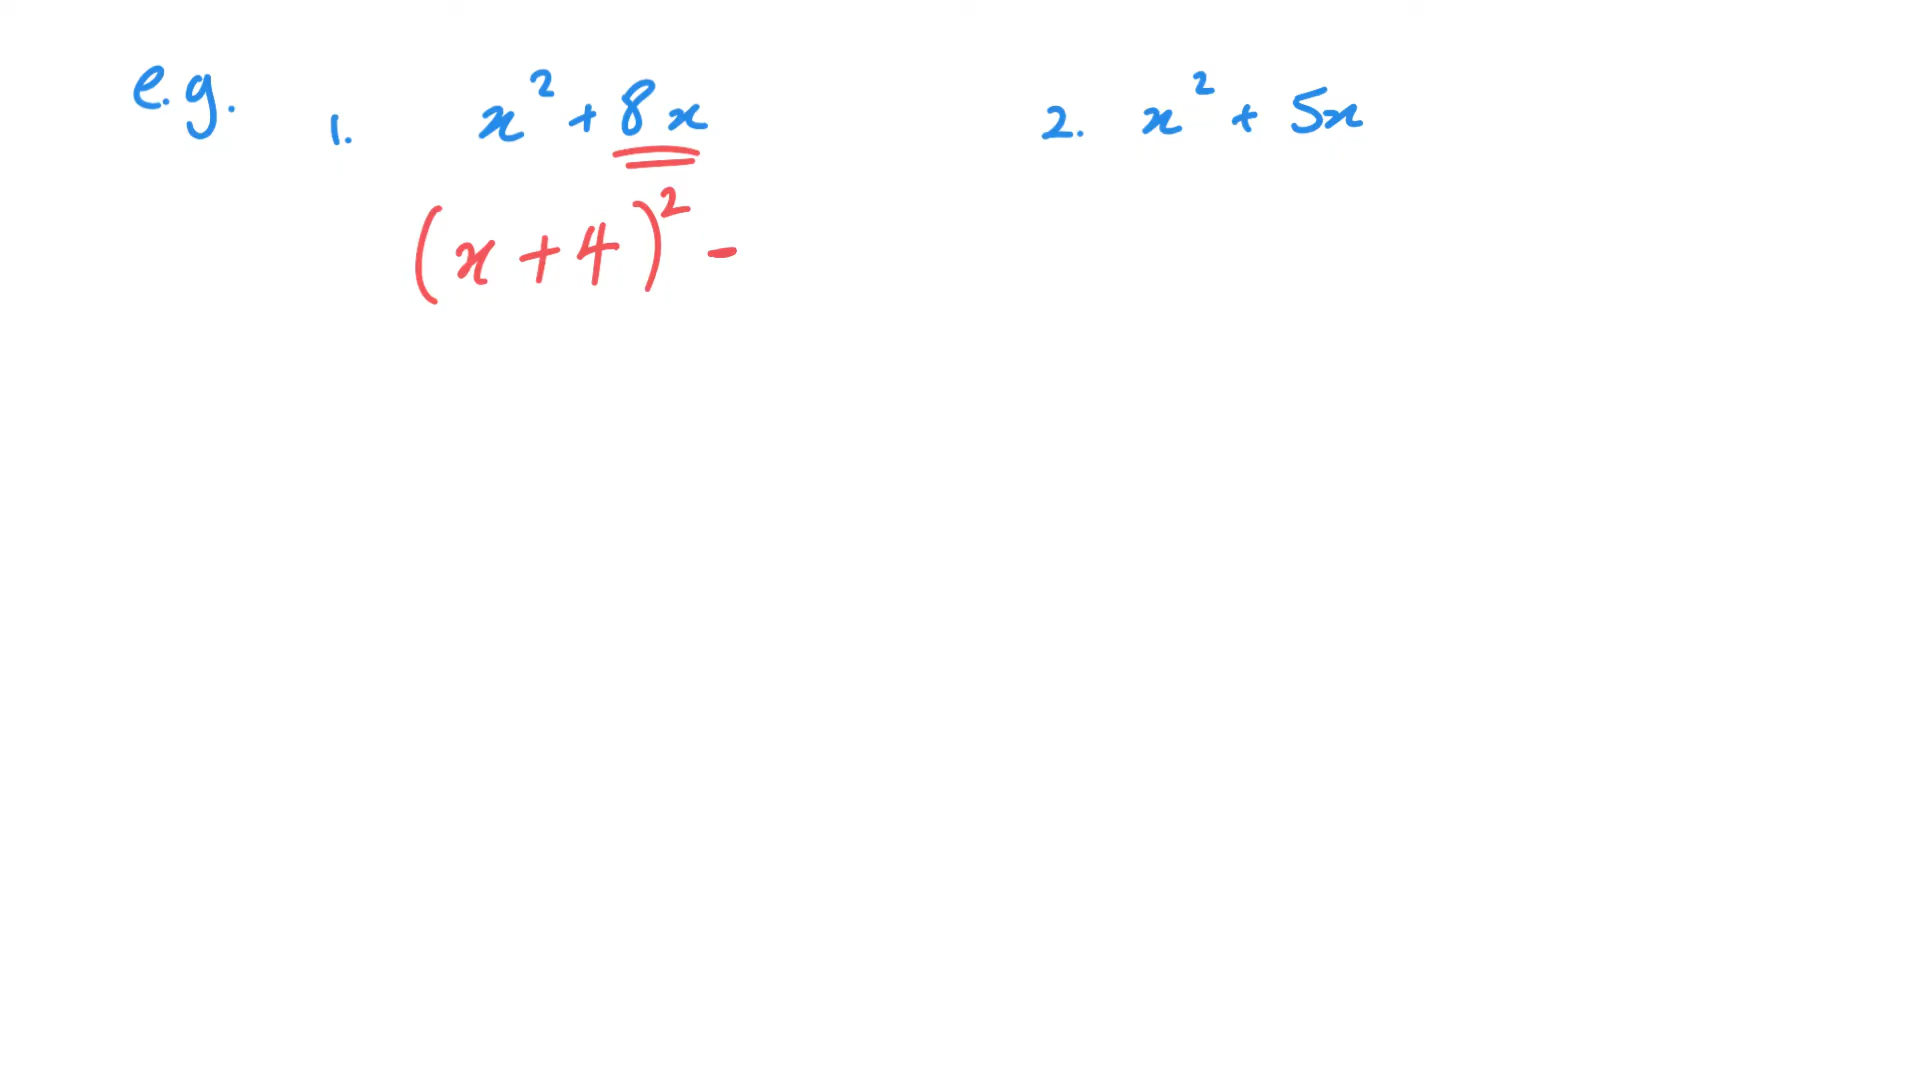 e.g. 1. x² + 8x 2. x² + 5x
(x + 4)² -